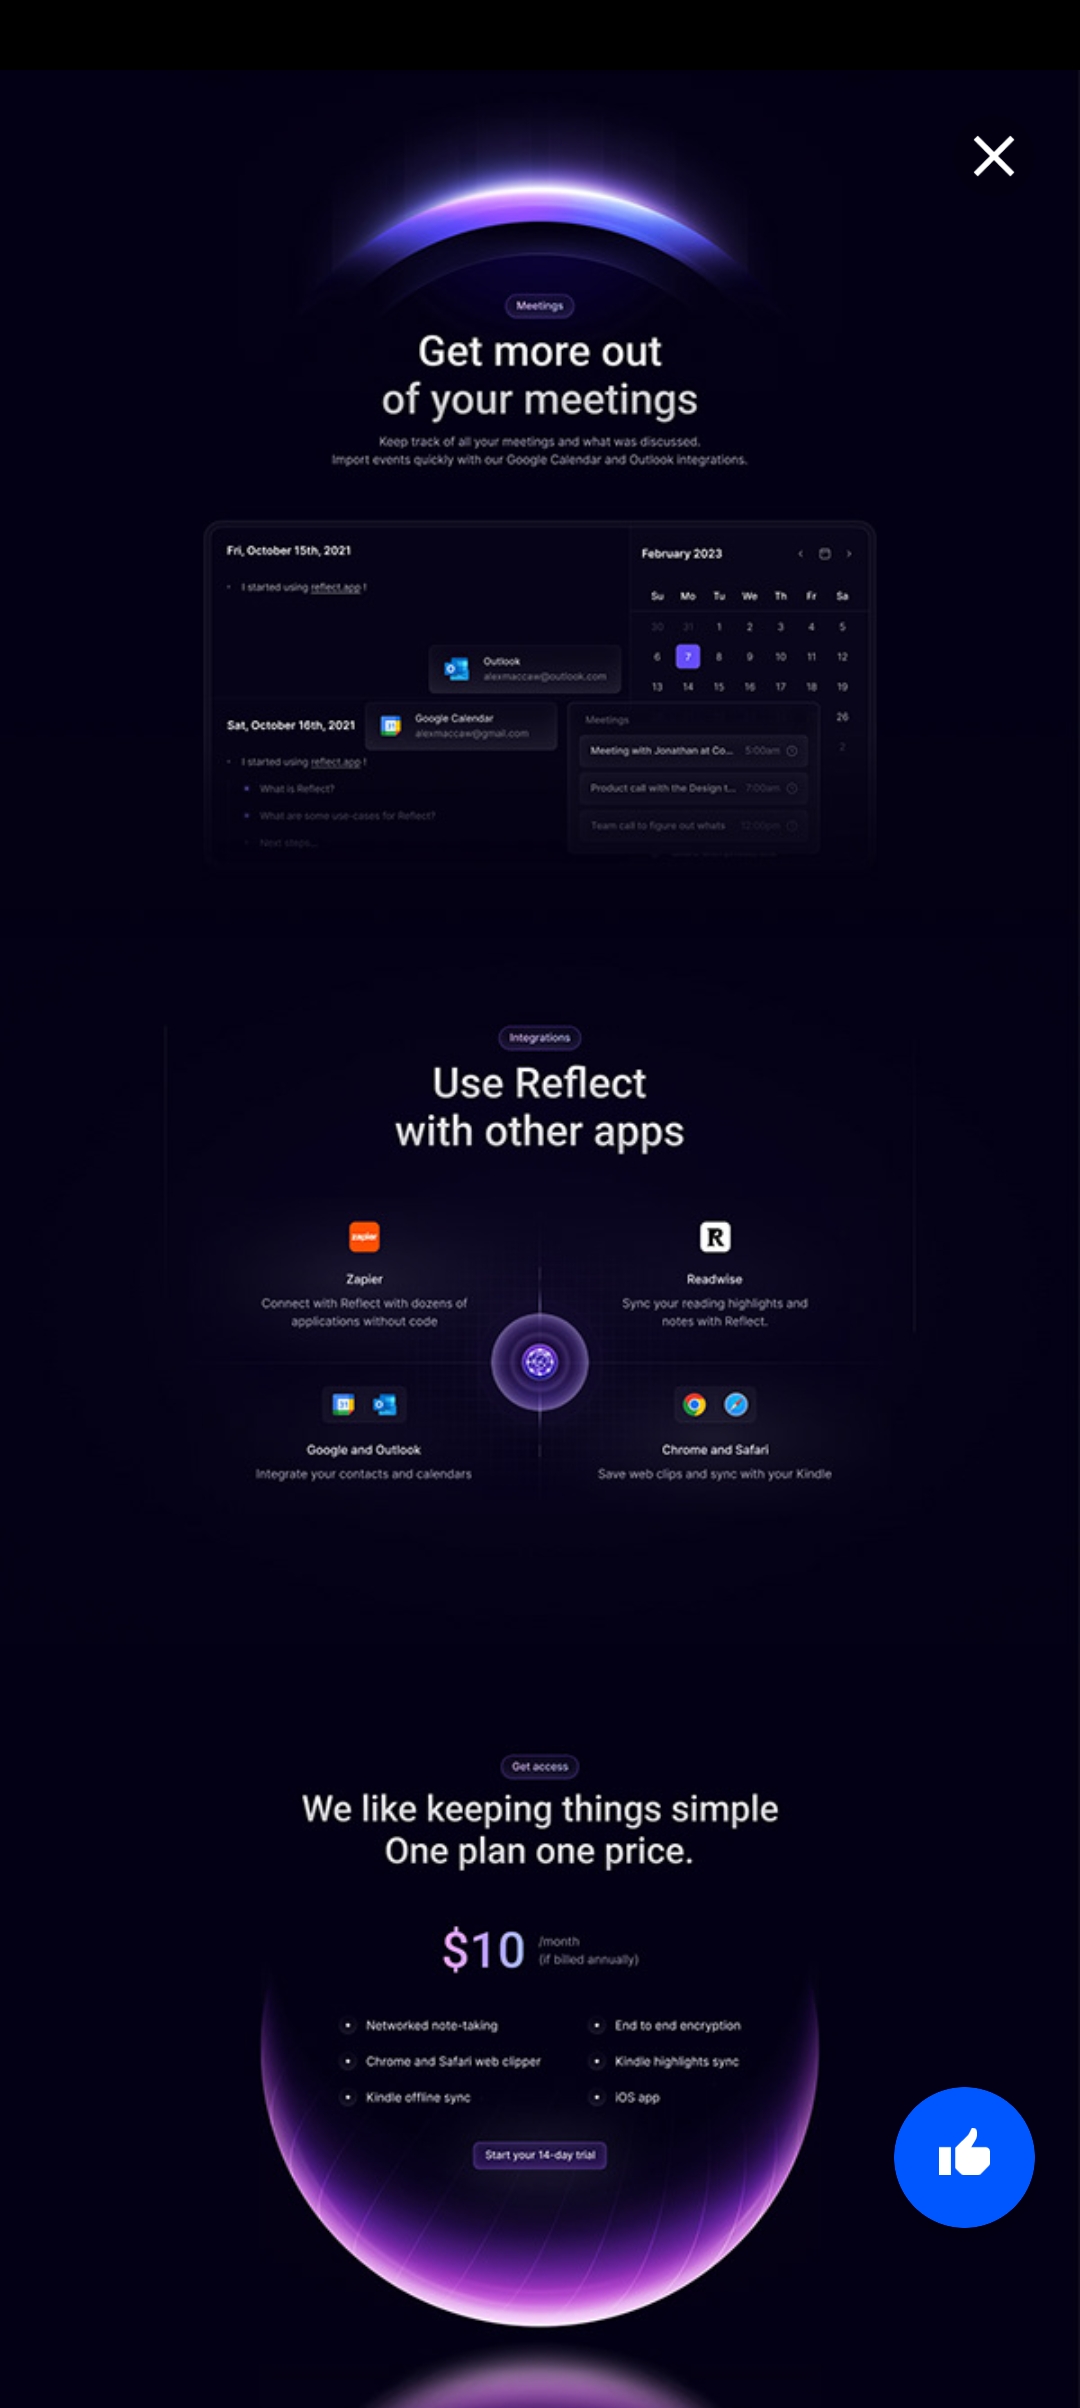 Meetings
Get more out
of your meetings
Keep track of all your meetings and what was discussed.
Import events quickly with our Google Calendar and Outlook integrations.
Fri, October 15th, 2021
I started using reflect.app !
February 2023
Su Mo Tu We Th Fr Sa
30 31 1 2 3 4 5
6 7 8 9 10 11 12
13 14 15 16 17 18 19
26
2
Outlook
alexmaccaw@outlook.com
Google Calendar
alexmaccaw@gmail.com
Sat, October 16th, 2021
I started using reflect.app !
What is Reflect?
What are some use-cases for Reflect?
Next steps...
Meetings
Meeting with Jonathan at Co... 5:00am
Product call with the Design t... 7:00am
Team call to figure out whats 12:00pm
Integrations
Use Reflect
with other apps
zapier
Zapier
Connect with Reflect with dozens of
applications without code
R
Readwise
Sync your reading highlights and
notes with Reflect.
31
Google and Outlook
Integrate your contacts and calendars
Chrome and Safari
Save web clips and sync with your Kindle
Get access
We like keeping things simple
One plan one price.
$10 /month
(if billed annually)
Networked note-taking
End to end encryption
Chrome and Safari web clipper
Kindle highlights sync
Kindle offline sync
iOS app
Start your 14-day trial